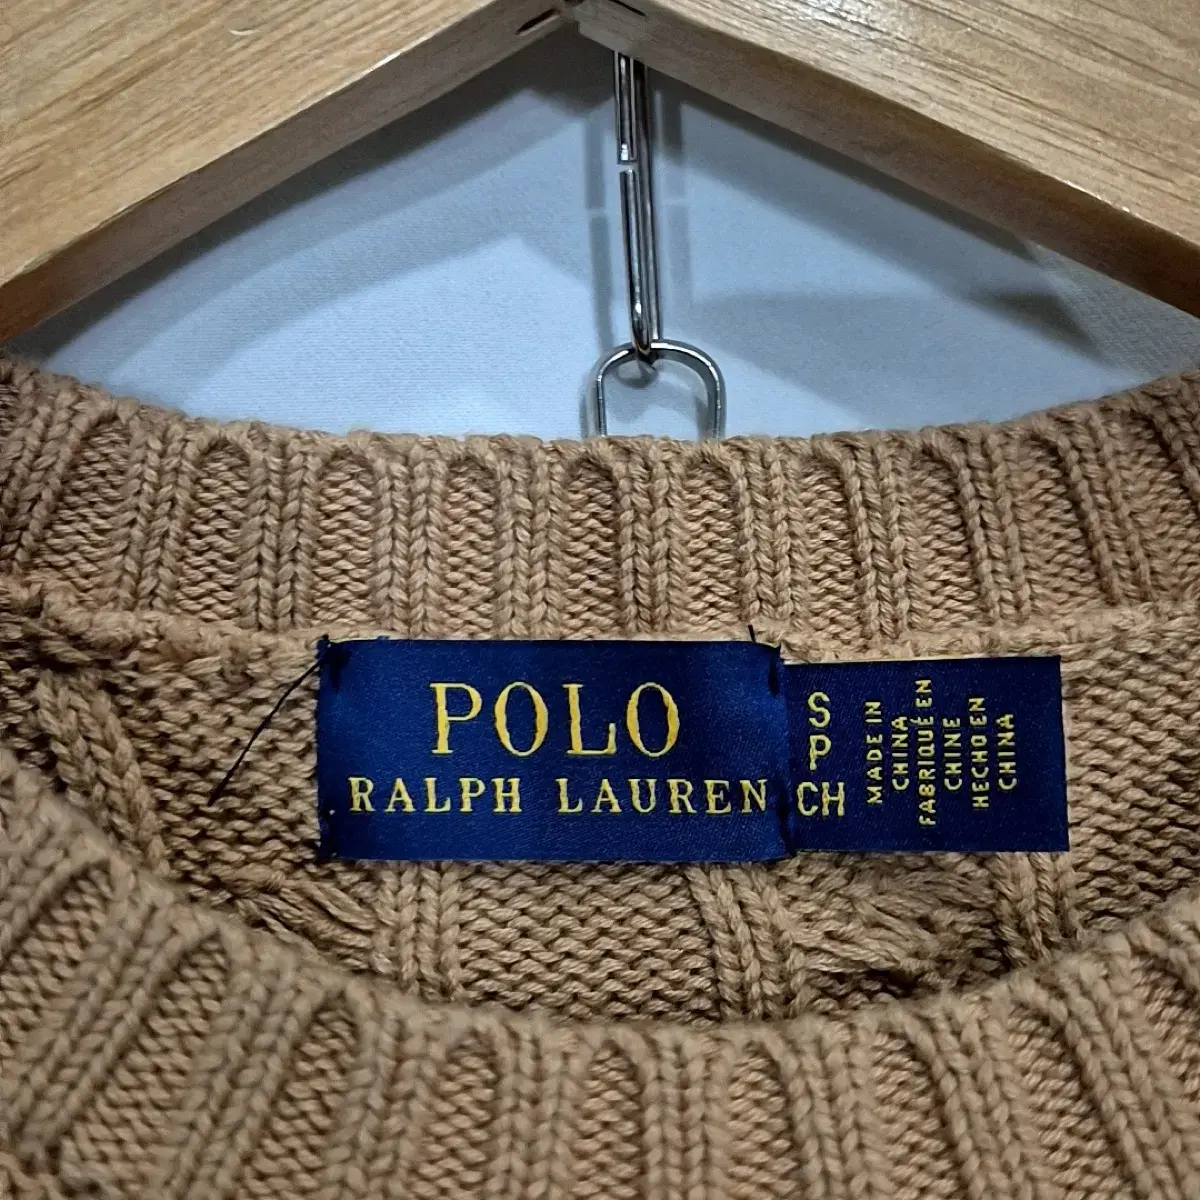 POLO
RALPH LAUREN
S
P
CH
MADE IN
CHINA
FABRIQUÉ EN
CHINE
HECHO EN
CHINA